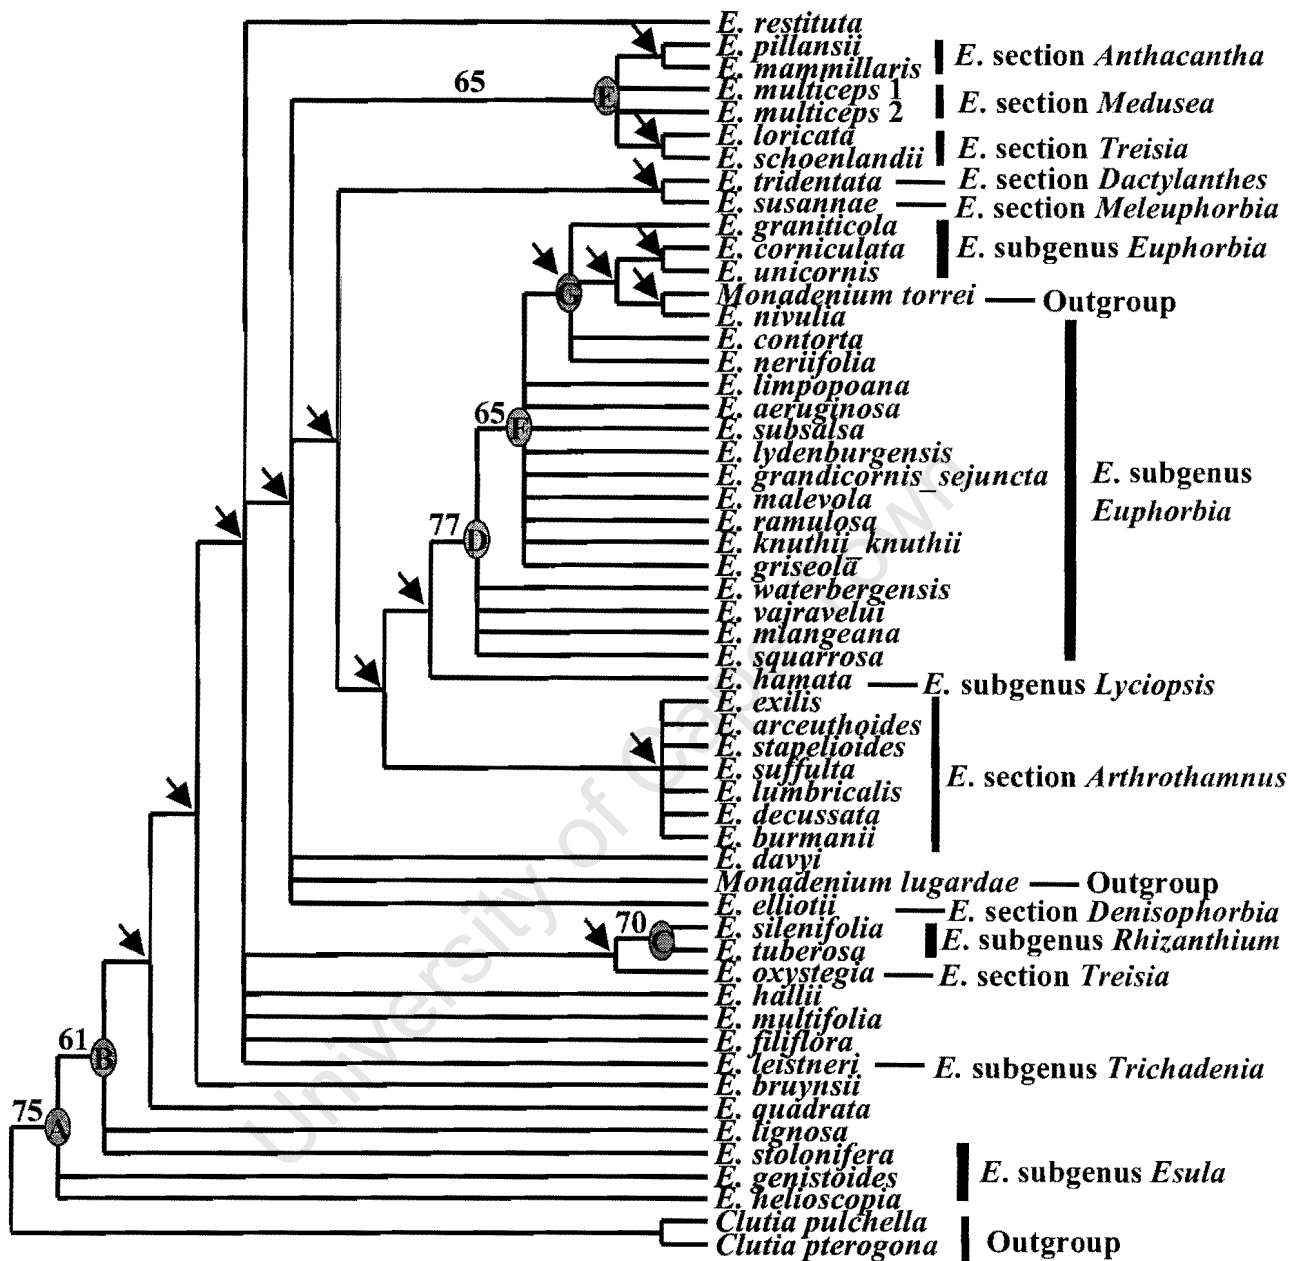 E. restituta
E. pillansii
E. mammillaris
E. section Anthacantha
65
E
E. multiceps 1
E. multiceps 2
E. section Medusea
E. loricata
E. schoenlandii
E. section Treisia
E. tridentata
E. section Dactylanthes
E. susannae
E. section Meleuphorbia
E. graniticola
E. corniculata
E. unicornis
E. subgenus Euphorbia
G
Monadenium torrei
Outgroup
E. nivulia
E. contorta
E. neriifolia
E. limpopoana
E. aeruginosa
65
F
E. subsalsa
E. lydenburgensis
E. grandicornis_sejuncta
E. malevola
E. subgenus
Euphorbia
E. ramulosa
77
D
E. knuthii_knuthii
E. griseola
E. waterbergensis
E. vajravelui
E. mlangeana
E. squarrosa
E. hamata
E. subgenus Lyciopsis
E. exilis
E. arceuthoides
E. stapelioides
E. suffulta
E. section Arthrothamnus
E. lumbricalis
E. decussata
E. burmanii
E. davyi
Monadenium lugardae
Outgroup
E. elliotii
E. section Denisophorbia
70
C
E. silenifolia
E. tuberosa
E. subgenus Rhizanthium
E. oxystegia
E. section Treisia
E. hallii
E. multifolia
E. filiflora
61
B
E. leistneri
E. subgenus Trichadenia
E. bruynsii
E. quadrata
75
A
E. lignosa
E. stolonifera
E. genistoides
E. subgenus Esula
E. helioscopia
Clutia pulchella
Clutia pterogona
Outgroup
University of Cape Town